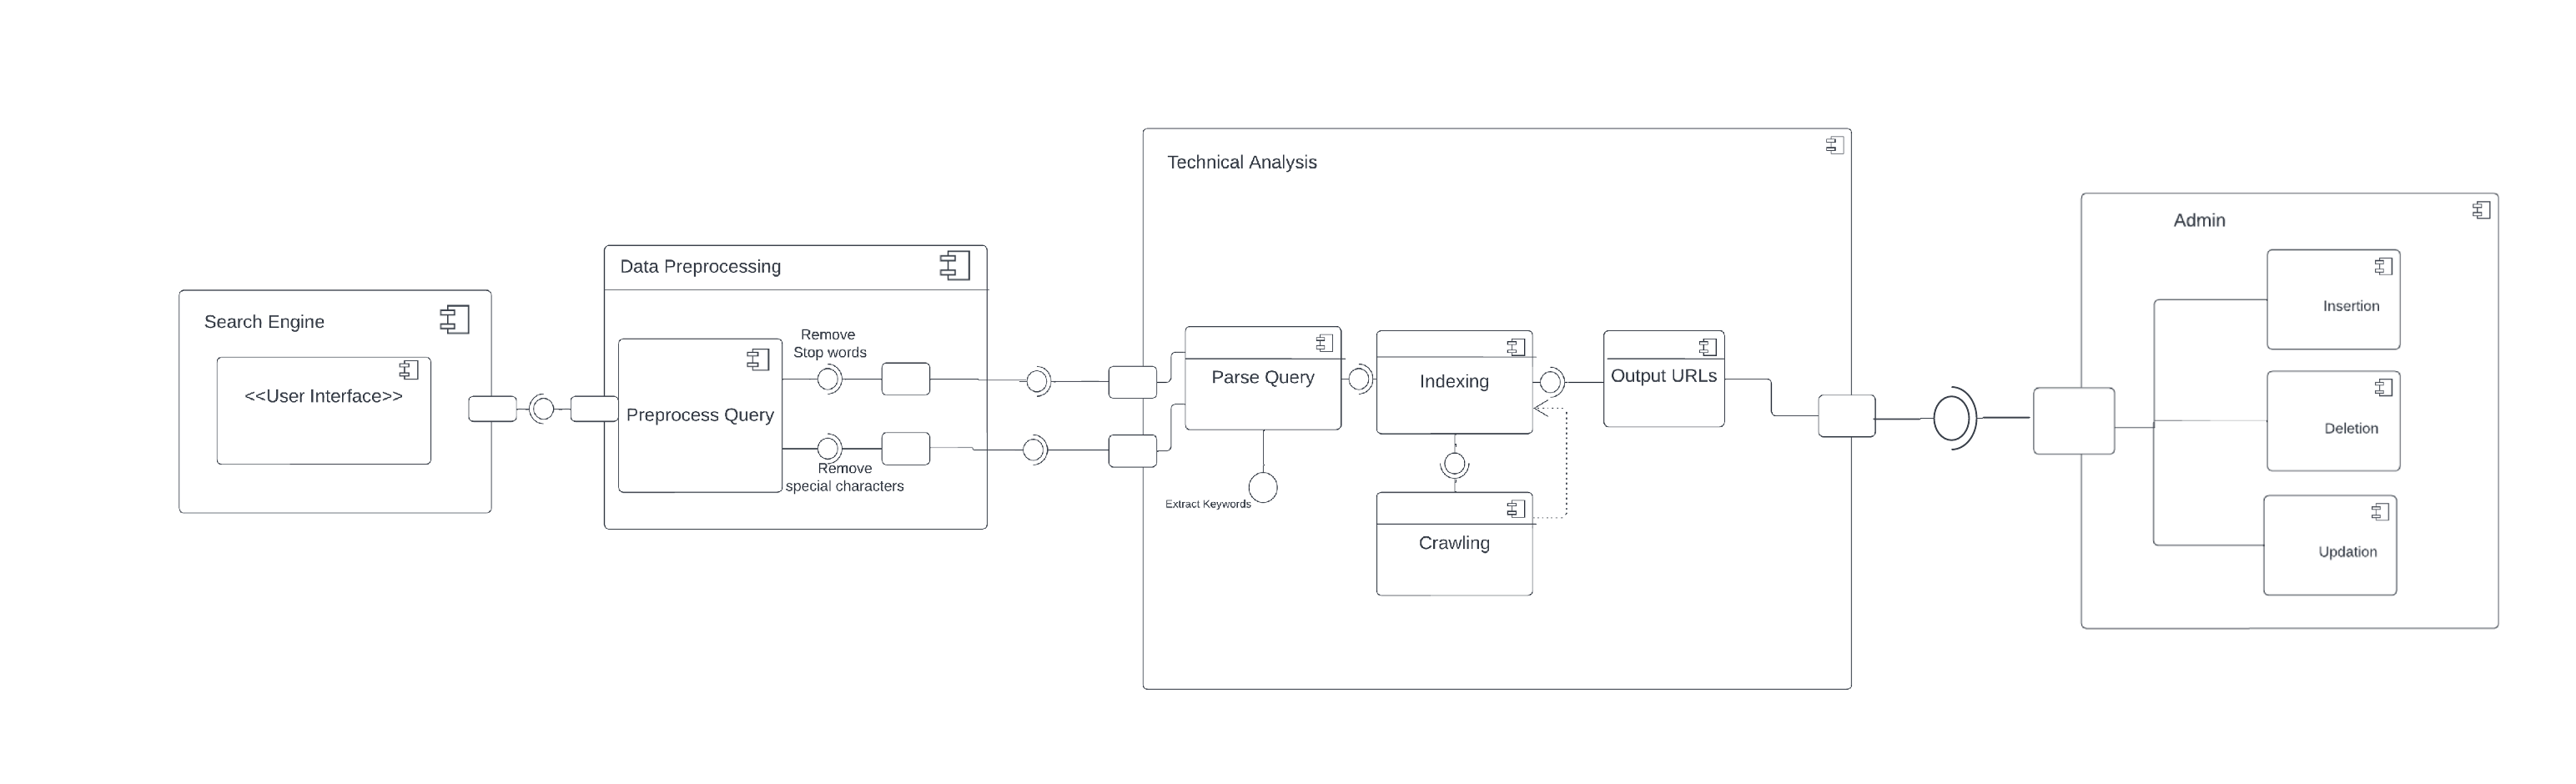 Search Engine
<<User Interface>>
Data Preprocessing
Preprocess Query
Remove
Stop words
Remove
special characters
Technical Analysis
Parse Query
Extract Keywords
Indexing
Crawling
Output URLs
Admin
Insertion
Deletion
Updation